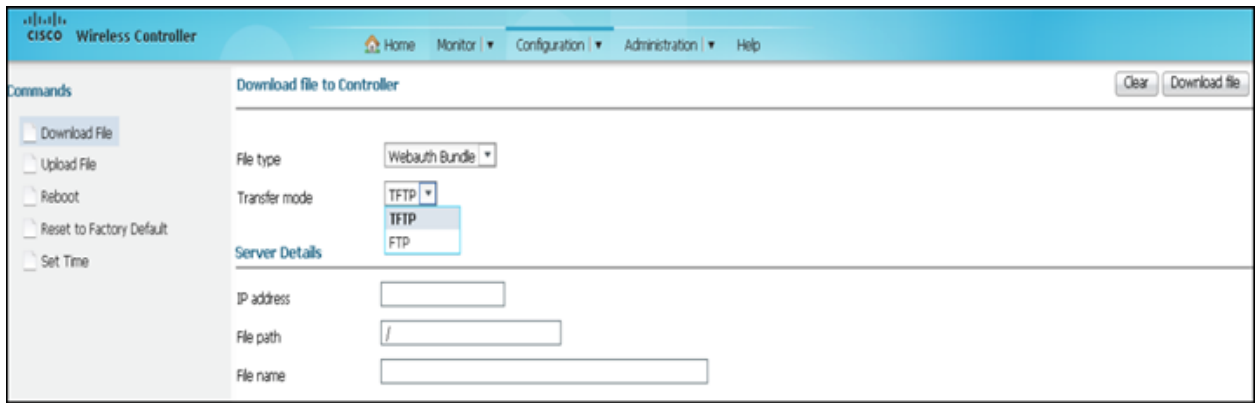 CISCO Wireless Controller
Home Monitor Configuration Administration Help
Commands
Download File
Upload File
Reboot
Reset to Factory Default
Set Time
Download file to Controller
Clear Download file
File type Webauth Bundle
Transfer mode TFTP
TFTP
FTP
Server Details
IP address
File path /
File name